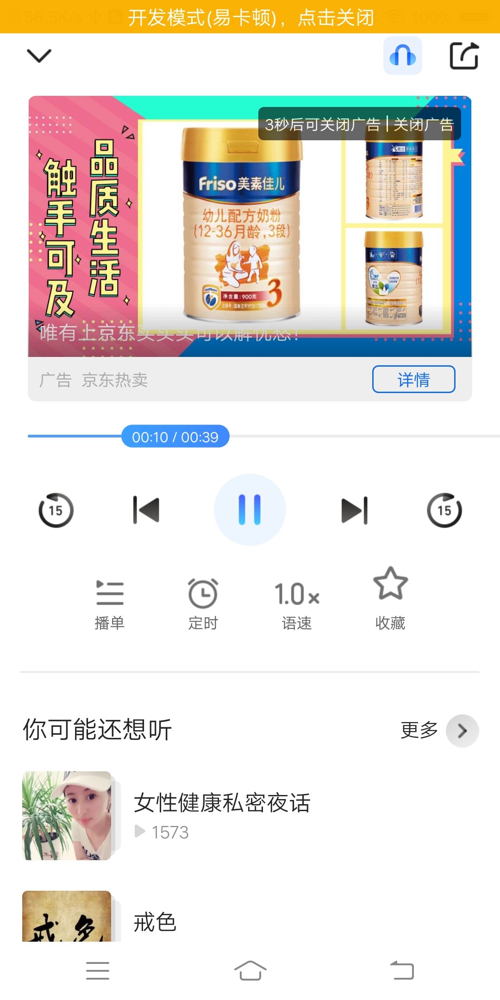 56.5K/s
100%
开发模式(易卡顿)，点击关闭
3秒后可关闭广告 | 关闭广告
品质生活
触手可及
Friso美素佳儿
幼儿配方奶粉
(12-36月龄,3段)
净含量:900克
3
荷兰
唯有上京东买买买可以解忧愁!
广告 京东热卖
详情
00:10 / 00:39
15
15
1.0x
播单
定时
语速
收藏
你可能还想听
更多
女性健康私密夜话
1573
戒色
戒色